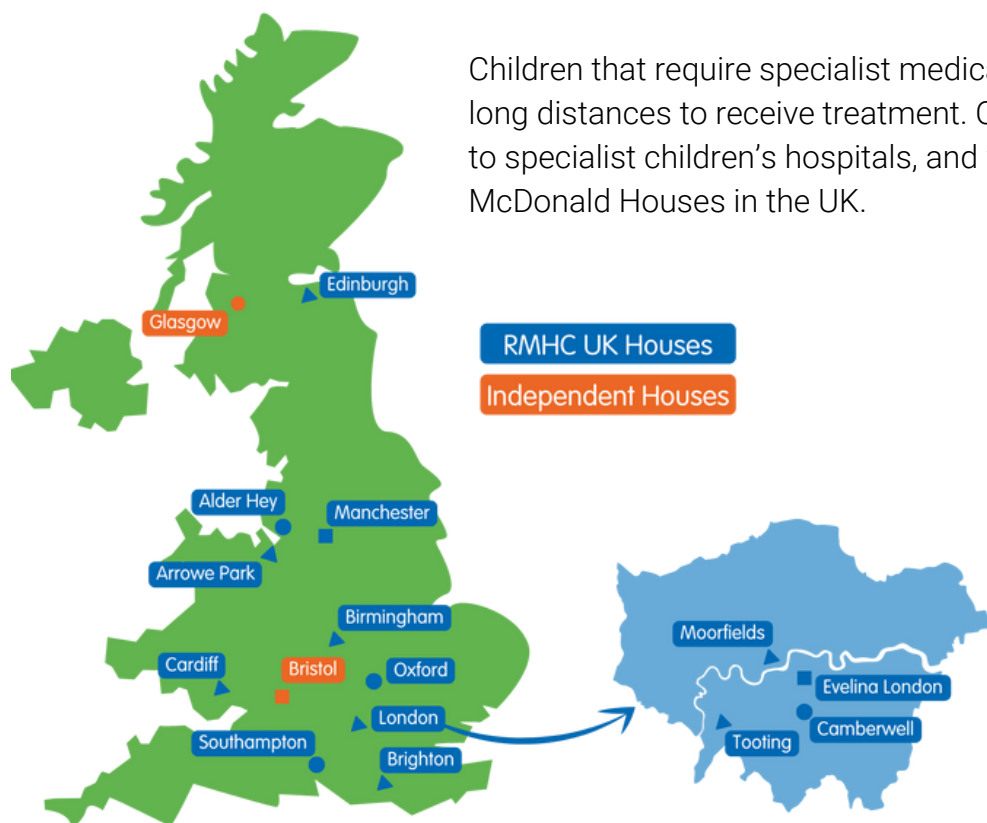 Children that require specialist medica
long distances to receive treatment. C
to specialist children's hospitals, and
McDonald Houses in the UK.
Edinburgh
Glasgow
RMHC UK Houses
Independent Houses
Alder Hey
Manchester
Arrowe Park
Birmingham
Moorfields
Cardiff
Bristol
Oxford
Evelina London
London
Camberwell
Southampton
Tooting
Brighton